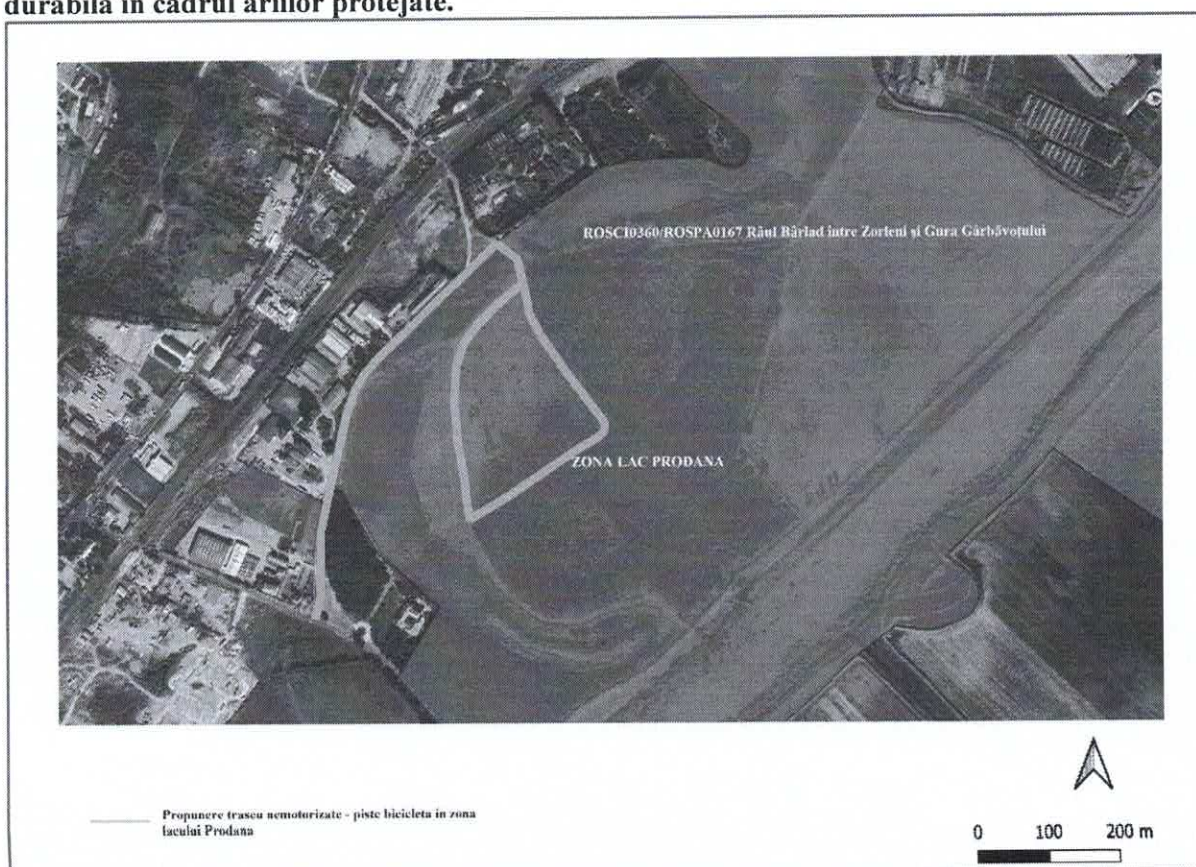 durabilă în cadrul ariilor protejate.
ROSCI0360/ROSPA0167 Râul Bârlad între Zorleni și Gura Gârbăvoțului
ZONA LAC PRODANA
Propunere traseu nemotorizate - piste bicicleta in zona
lacului Prodana
0 100 200 m